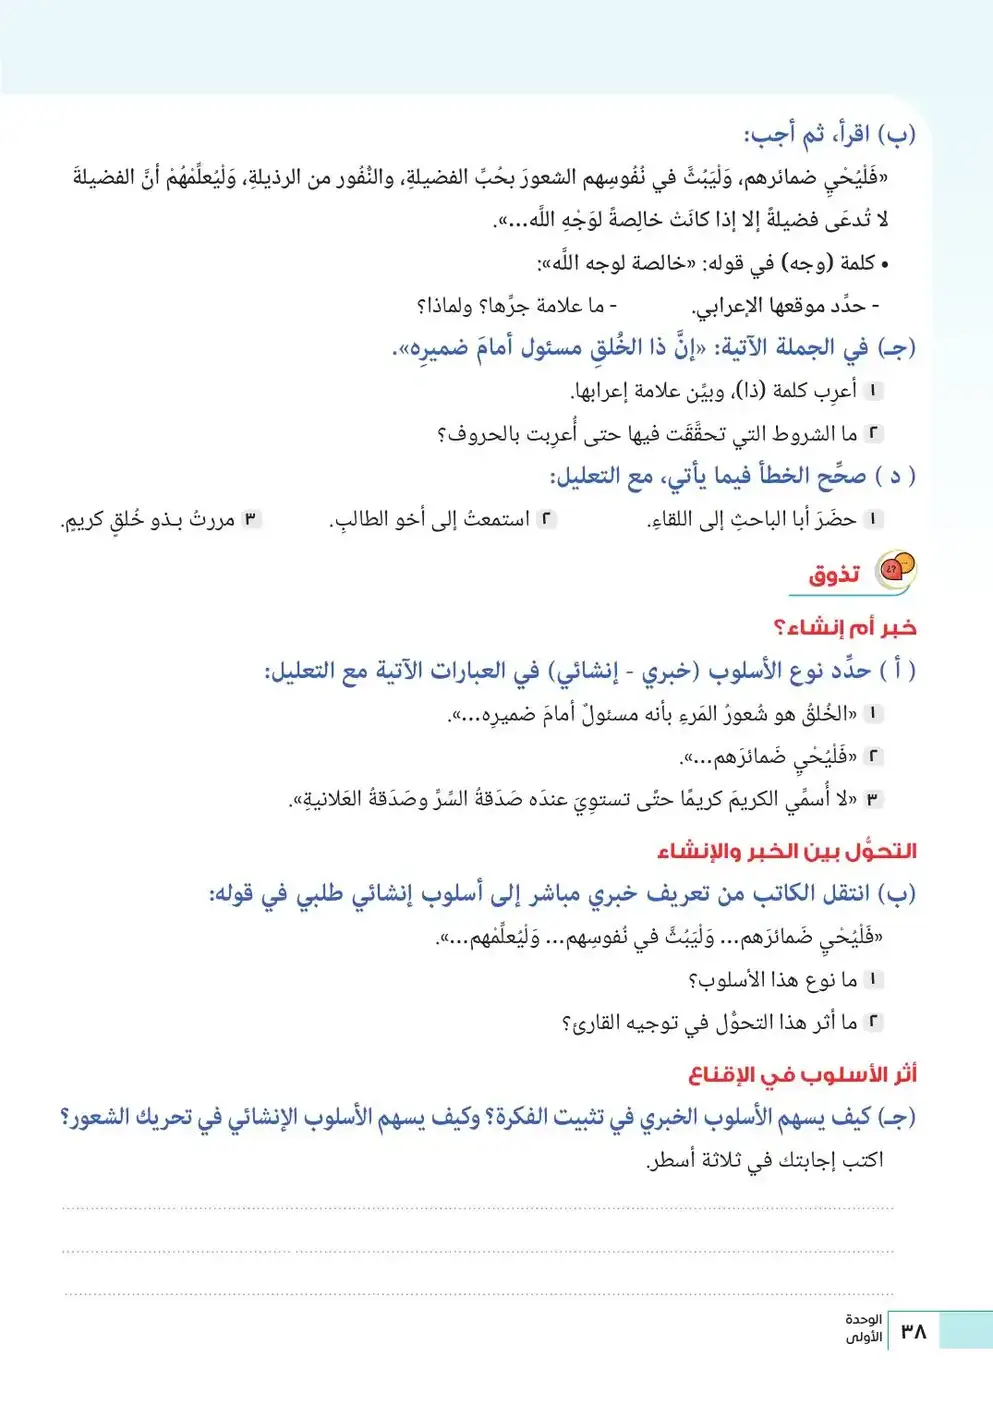 (ب) اقرأ، ثم أجب:
«فَلْيُحْيِ ضمائرهم، وَلْيَبُثَّ في نُفُوسِهم الشعورَ بحُبِّ الفضيلةِ، والنُّفُور من الرذيلةِ، وَلْيُعلِّمْهُمْ أنَّ الفضيلةَ
لا تُدعَى فضيلةً إلا إذا كانَتْ خالِصةً لوَجْهِ اللَّه...».
• كلمة (وجه) في قوله: «خالصة لوجه اللَّه»:
- حدِّد موقعها الإعرابي. - ما علامة جرِّها؟ ولماذا؟
(جـ) في الجملة الآتية: «إنَّ ذا الخُلقِ مسئول أمامَ ضميرِه».
١ أعرِب كلمة (ذا)، وبيِّن علامة إعرابها.
٢ ما الشروط التي تحقَّقَت فيها حتى أُعرِبت بالحروف؟
( د ) صحِّح الخطأ فيما يأتي، مع التعليل:
١ حضَرَ أبا الباحثِ إلى اللقاءِ. ٢ استمعتُ إلى أخو الطالبِ. ٣ مررتُ بـذو خُلقٍ كريمٍ.
تذوق
خبر أم إنشاء؟
( أ ) حدِّد نوع الأسلوب (خبري - إنشائي) في العبارات الآتية مع التعليل:
١ «الخُلقُ هو شُعورُ المَرءِ بأنه مسئولٌ أمامَ ضميرِه...».
٢ «فَلْيُحْيِ ضَمائرَهم...».
٣ «لا أُسمِّي الكريمَ كريمًا حتَّى تستويَ عندَه صَدَقةُ السِّرِّ وصَدَقةُ العَلانيةِ».
التحوُّل بين الخبر والإنشاء
(ب) انتقل الكاتب من تعريف خبري مباشر إلى أسلوب إنشائي طلبي في قوله:
«فَلْيُحْيِ ضَمائرَهم... وَلْيَبُثَّ في نُفوسِهم... وَلْيُعلِّمْهم...».
١ ما نوع هذا الأسلوب؟
٢ ما أثر هذا التحوُّل في توجيه القارئ؟
أثر الأسلوب في الإقناع
(جـ) كيف يسهم الأسلوب الخبري في تثبيت الفكرة؟ وكيف يسهم الأسلوب الإنشائي في تحريك الشعور؟
اكتب إجابتك في ثلاثة أسطر.
٣٨ الوحدة
الأولى